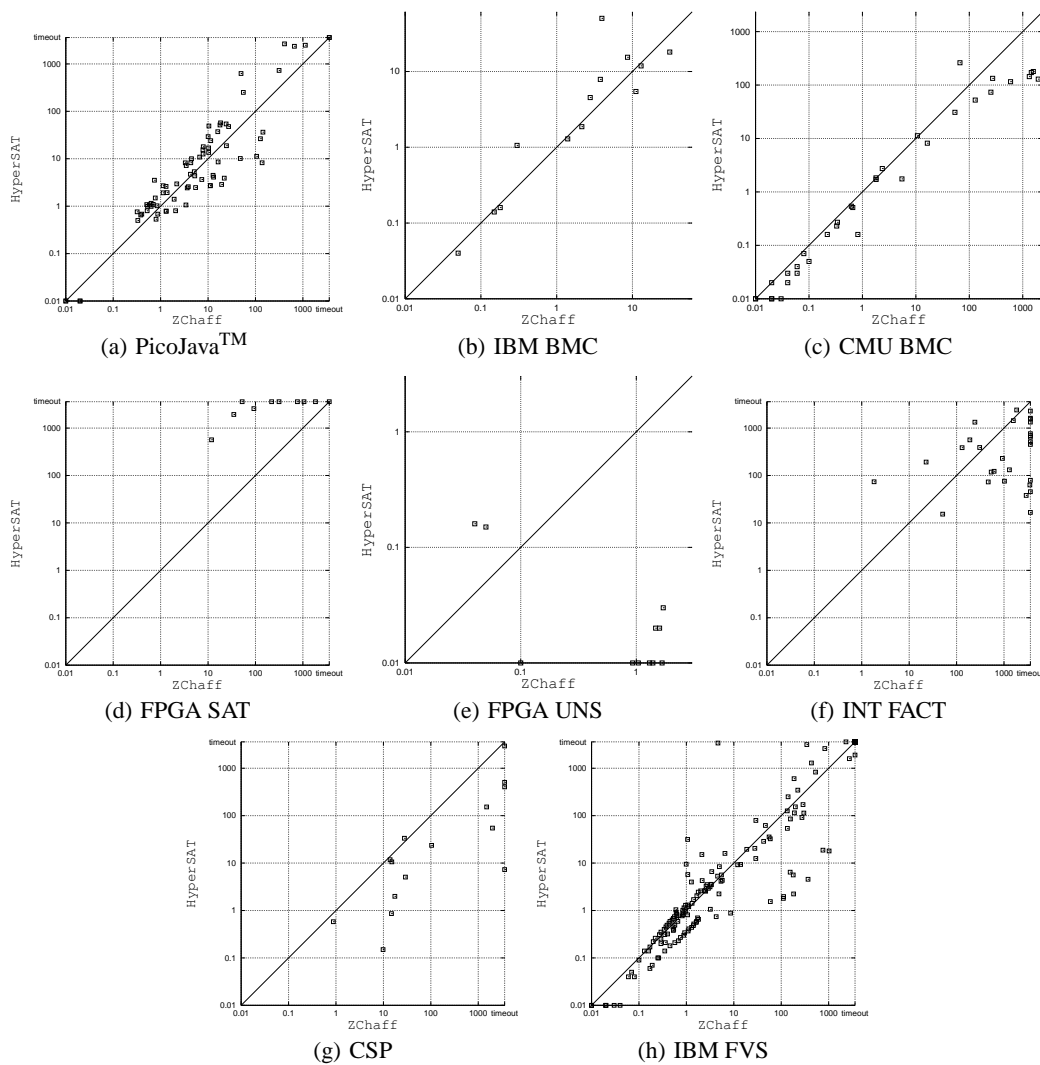 timeout
1000
100
10
1
0.1
0.01
0.01 0.1 1 10 100 1000 timeout
HyperSAT
ZChaff
(a) PicoJava™
10
1
0.1
0.01
0.01 0.1 1 10
HyperSAT
ZChaff
(b) IBM BMC
1000
100
10
1
0.1
0.01
0.01 0.1 1 10 100 1000
HyperSAT
ZChaff
(c) CMU BMC
timeout
1000
100
10
1
0.1
0.01
0.01 0.1 1 10 100 1000 timeout
HyperSAT
ZChaff
(d) FPGA SAT
1
0.1
0.01
0.01 0.1 1
HyperSAT
ZChaff
(e) FPGA UNS
timeout
1000
100
10
1
0.1
0.01
0.01 0.1 1 10 100 1000 timeout
HyperSAT
ZChaff
(f) INT FACT
timeout
1000
100
10
1
0.1
0.01
0.01 0.1 1 10 100 1000 timeout
HyperSAT
ZChaff
(g) CSP
timeout
1000
100
10
1
0.1
0.01
0.01 0.1 1 10 100 1000 timeout
HyperSAT
ZChaff
(h) IBM FVS